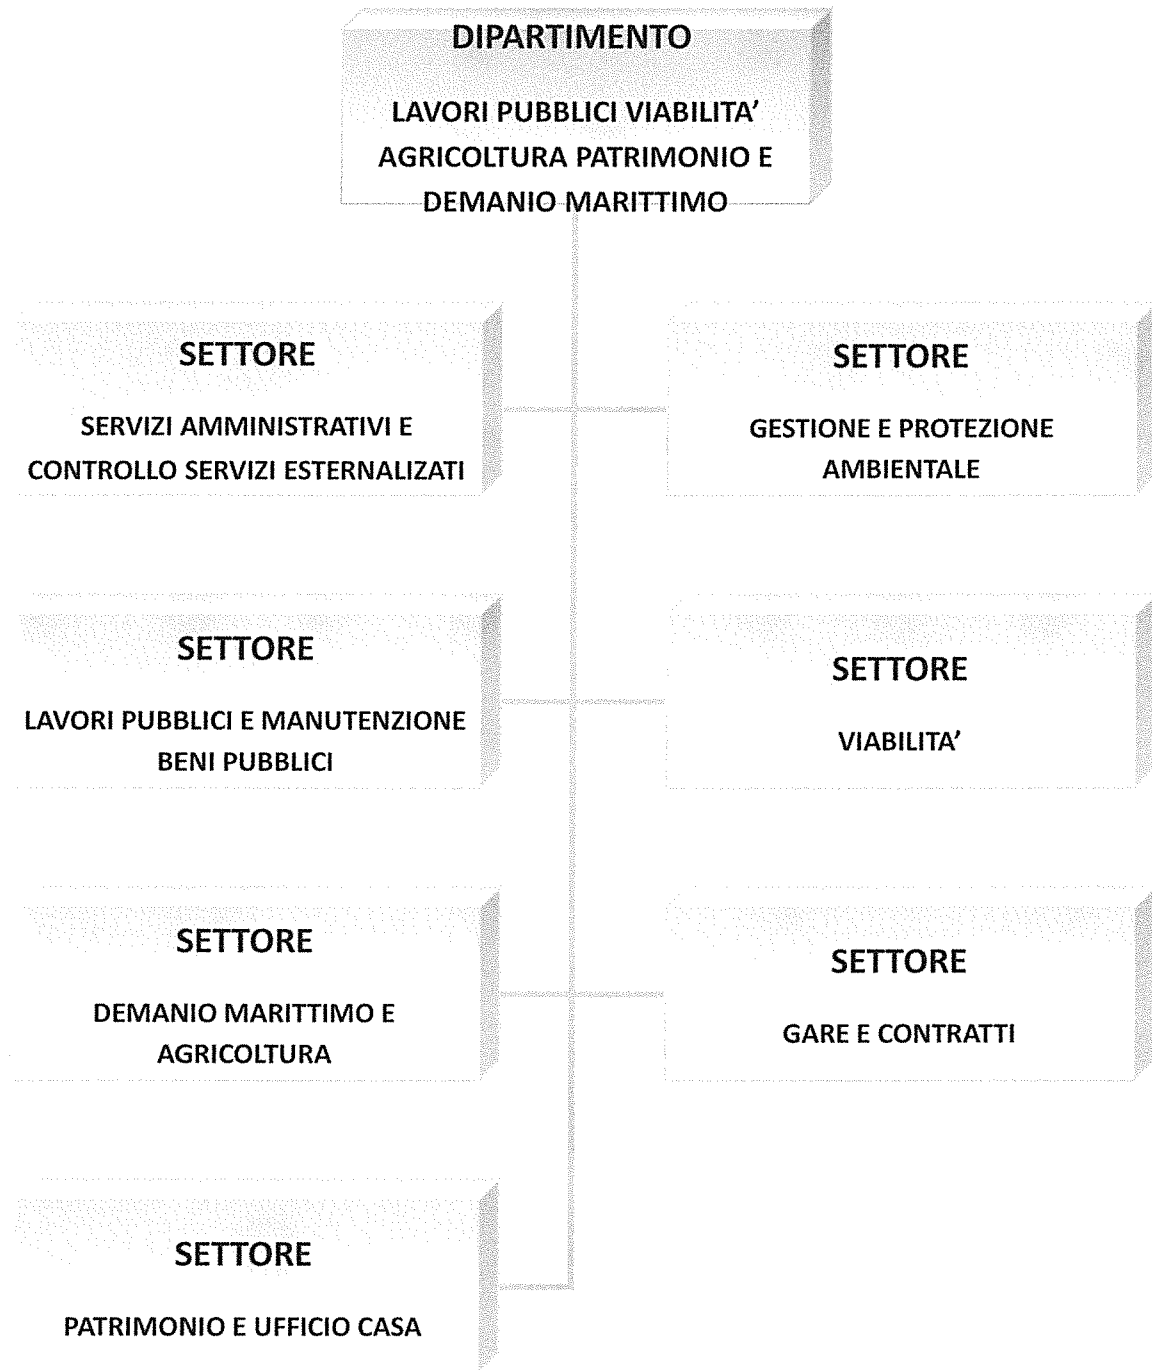 DIPARTIMENTO
LAVORI PUBBLICI VIABILITA’
AGRICOLTURA PATRIMONIO E
DEMANIO MARITTIMO
SETTORE
SERVIZI AMMINISTRATIVI E
CONTROLLO SERVIZI ESTERNALIZATI
SETTORE
GESTIONE E PROTEZIONE
AMBIENTALE
SETTORE
LAVORI PUBBLICI E MANUTENZIONE
BENI PUBBLICI
SETTORE
VIABILITA’
SETTORE
DEMANIO MARITTIMO E
AGRICOLTURA
SETTORE
GARE E CONTRATTI
SETTORE
PATRIMONIO E UFFICIO CASA